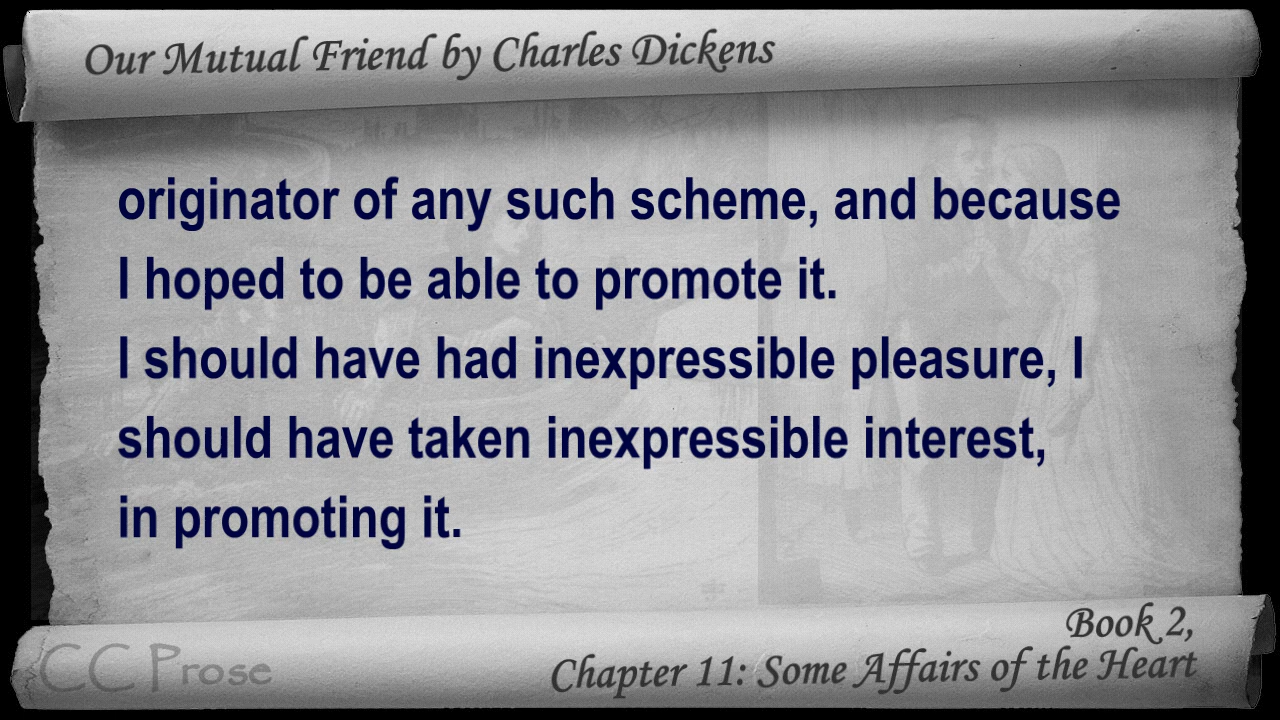 Our Mutual Friend by Charles Dickens
originator of any such scheme, and because
I hoped to be able to promote it.
I should have had inexpressible pleasure, I
should have taken inexpressible interest,
in promoting it.
Book 2,
Chapter 11: Some Affairs of the Heart
CC Prose